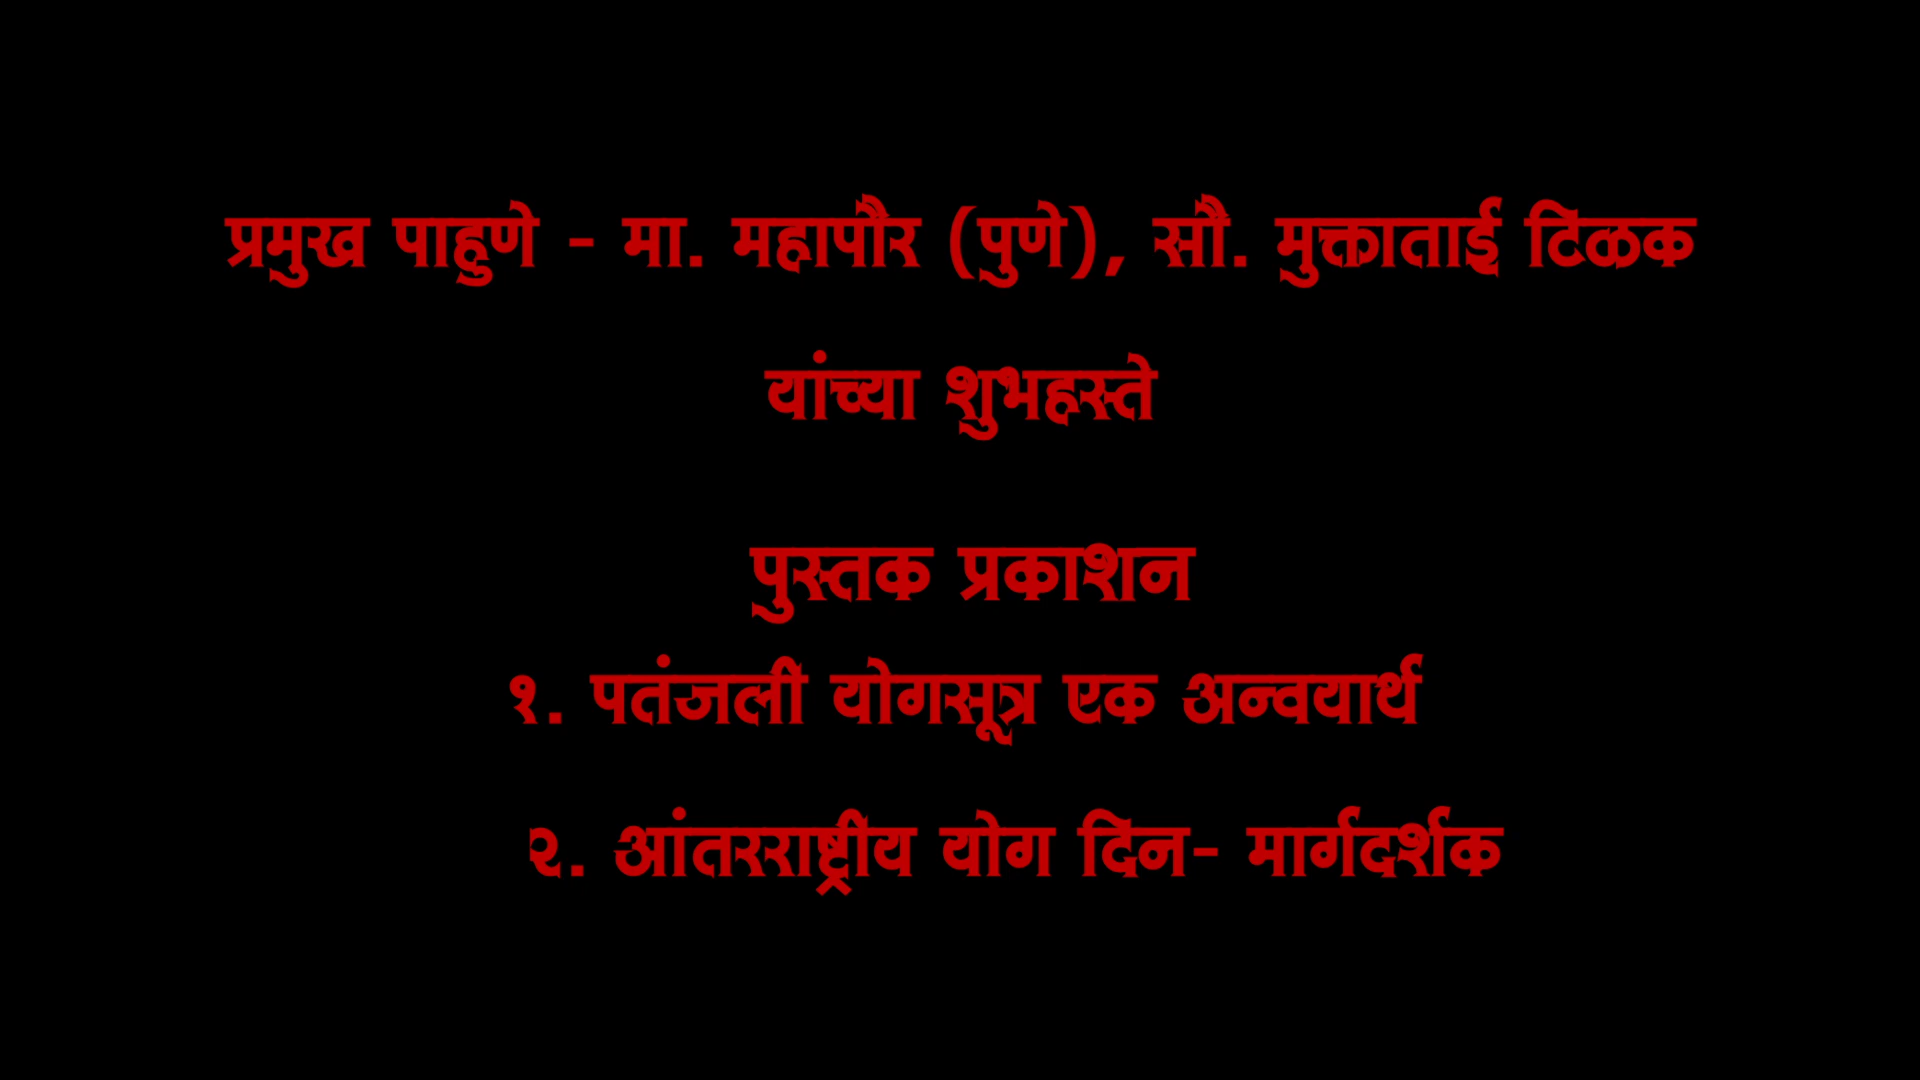 प्रमुख पाहुणे - मा. महापौर (पुणे), सौ. मुक्ताताई टिळक
यांच्या शुभहस्ते
पुस्तक प्रकाशन
१. पतंजली योगसूत्र एक अन्वयार्थ
२. आंतरराष्ट्रीय योग दिन- मार्गदर्शक